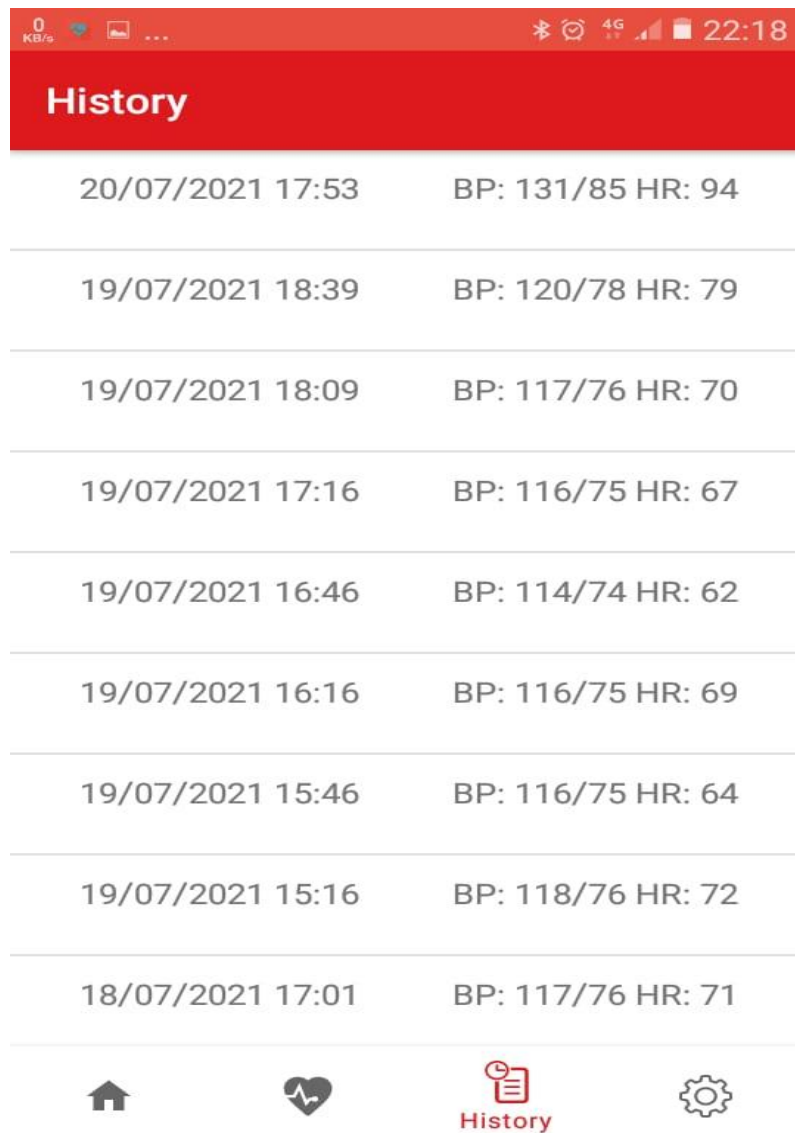 0
KB/s ... 4G 22:18
History
20/07/2021 17:53 BP: 131/85 HR: 94
19/07/2021 18:39 BP: 120/78 HR: 79
19/07/2021 18:09 BP: 117/76 HR: 70
19/07/2021 17:16 BP: 116/75 HR: 67
19/07/2021 16:46 BP: 114/74 HR: 62
19/07/2021 16:16 BP: 116/75 HR: 69
19/07/2021 15:46 BP: 116/75 HR: 64
19/07/2021 15:16 BP: 118/76 HR: 72
18/07/2021 17:01 BP: 117/76 HR: 71
History